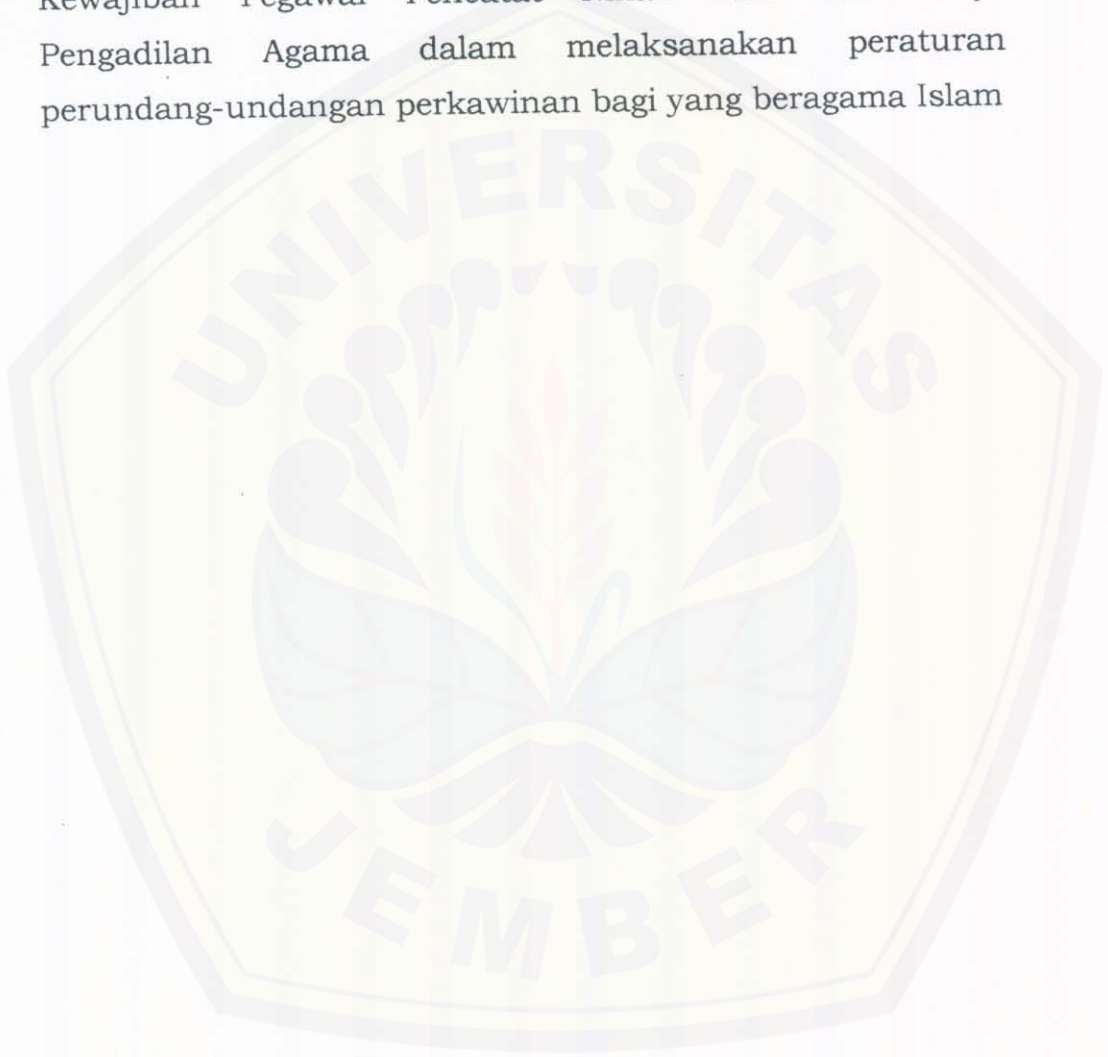 Kewajiban Pegawai Pencatat
Pengadilan Agama dalam melaksanakan peraturan
perundang-undangan perkawinan bagi yang beragama Islam
UNIVERSITAS
JEMBER